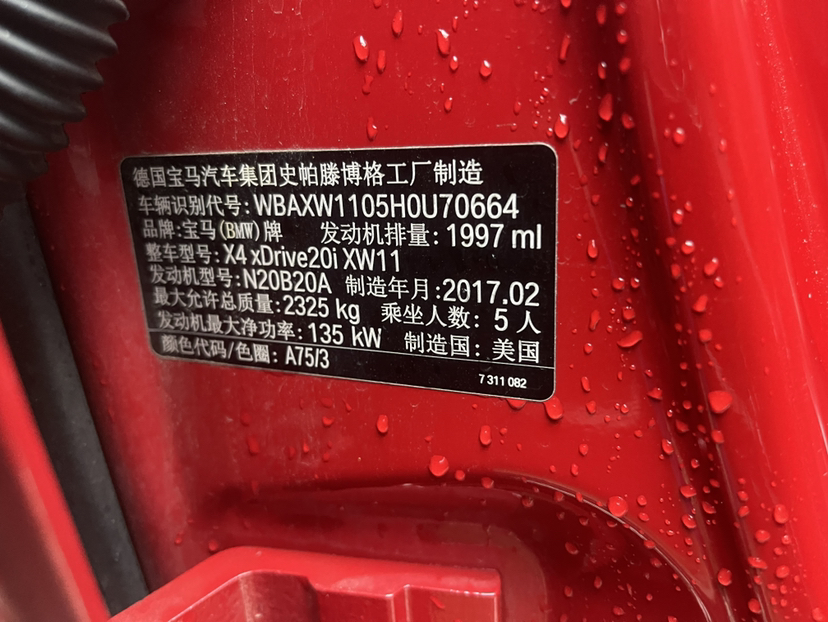 德国宝马汽车集团史帕滕博格工厂制造
车辆识别代号: WBAXW1105H0U70664
品牌: 宝马(BMW)牌 发动机排量: 1997 ml
整车型号: X4 xDrive20i XW11
发动机型号: N20B20A 制造年月: 2017.02
最大允许总质量: 2325 kg 乘坐人数: 5 人
发动机最大净功率: 135 kW 制造国: 美国
颜色代码/色圈: A75/3
7 311 082